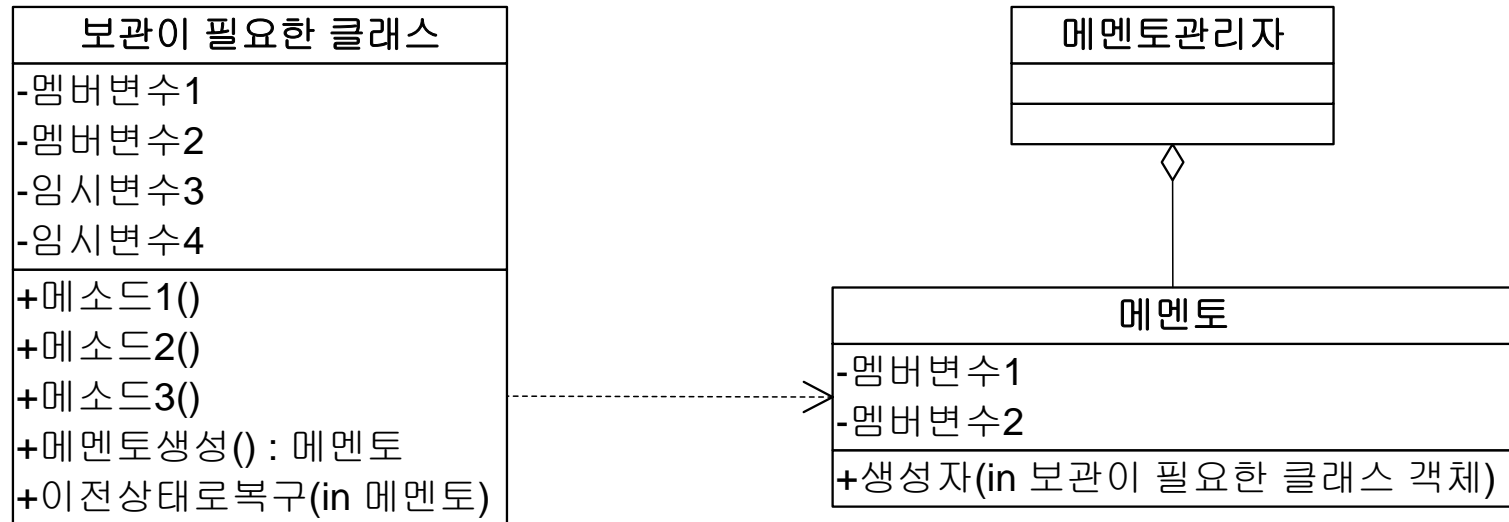 보관이 필요한 클래스
-멤버변수1
-멤버변수2
-임시변수3
-임시변수4
+메소드1()
+메소드2()
+메소드3()
+메멘토생성() : 메멘토
+이전상태로복구(in 메멘토)
메멘토관리자
메멘토
-멤버변수1
-멤버변수2
+생성자(in 보관이 필요한 클래스 객체)